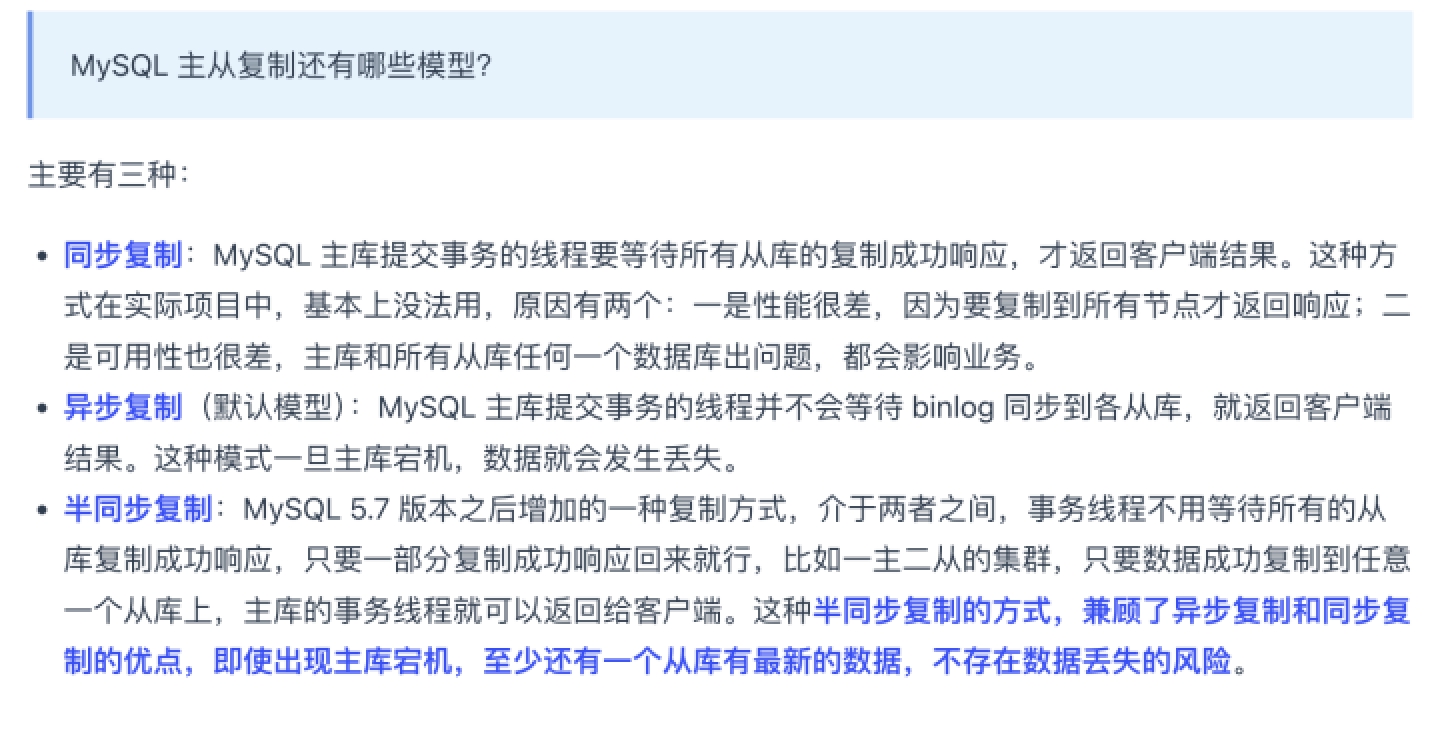 MySQL 主从复制还有哪些模型？
主要有三种：
• 同步复制：MySQL 主库提交事务的线程要等待所有从库的复制成功响应，才返回客户端结果。这种方
式在实际项目中，基本上没法用，原因有两个：一是性能很差，因为要复制到所有节点才返回响应；二
是可用性也很差，主库和所有从库任何一个数据库出问题，都会影响业务。
• 异步复制（默认模型）：MySQL 主库提交事务的线程并不会等待 binlog 同步到各从库，就返回客户端
结果。这种模式一旦主库宕机，数据就会发生丢失。
• 半同步复制：MySQL 5.7 版本之后增加的一种复制方式，介于两者之间，事务线程不用等待所有的从
库复制成功响应，只要一部分复制成功响应回来就行，比如一主二从的集群，只要数据成功复制到任意
一个从库上，主库的事务线程就可以返回给客户端。这种半同步复制的方式，兼顾了异步复制和同步复
制的优点，即使出现主库宕机，至少还有一个从库有最新的数据，不存在数据丢失的风险。